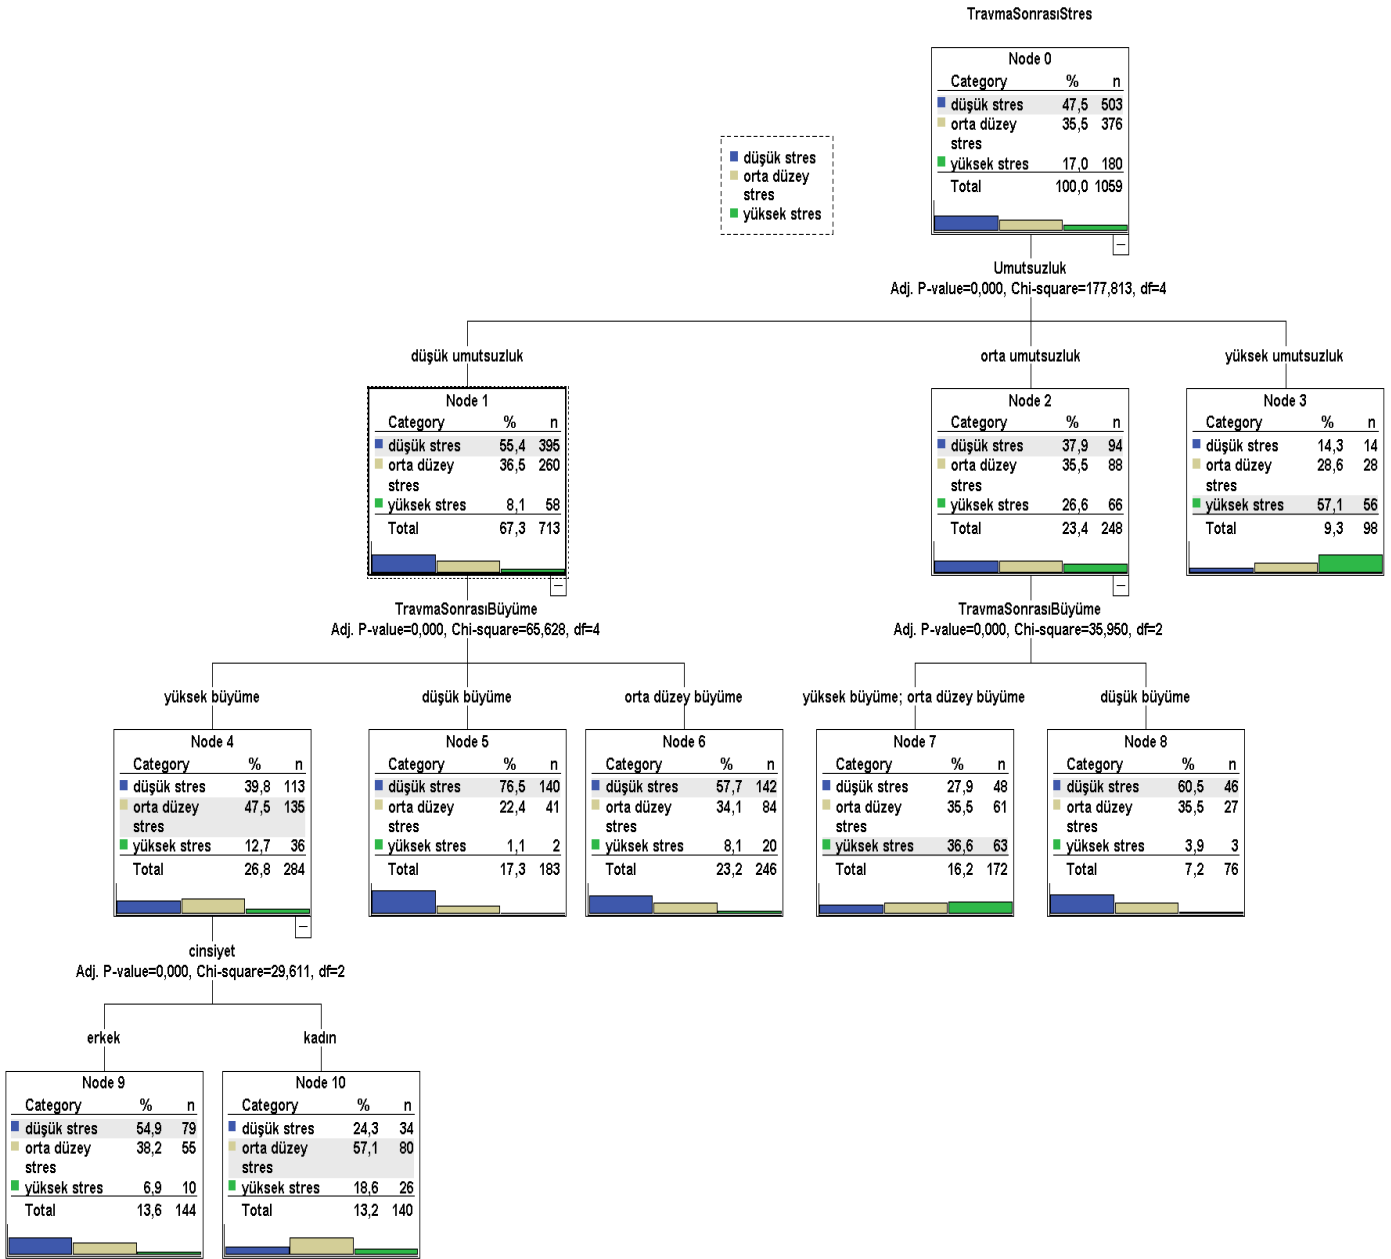 TravmaSonrasıStres
Node 0
Category % n
düşük stres 47,5 503
orta düzey 35,5 376
stres
yüksek stres 17,0 180
Total 100,0 1059
düşük stres
orta düzey
stres
yüksek stres
Umutsuzluk
Adj. P-value=0,000, Chi-square=177,813, df=4
düşük umutsuzluk
orta umutsuzluk
yüksek umutsuzluk
Node 1
Category % n
düşük stres 55,4 395
orta düzey 36,5 260
stres
yüksek stres 8,1 58
Total 67,3 713
Node 2
Category % n
düşük stres 37,9 94
orta düzey 35,5 88
stres
yüksek stres 26,6 66
Total 23,4 248
Node 3
Category % n
düşük stres 14,3 14
orta düzey 28,6 28
stres
yüksek stres 57,1 56
Total 9,3 98
TravmaSonrasıBüyüme
Adj. P-value=0,000, Chi-square=65,628, df=4
TravmaSonrasıBüyüme
Adj. P-value=0,000, Chi-square=35,950, df=2
yüksek büyüme
düşük büyüme
orta düzey büyüme
yüksek büyüme; orta düzey büyüme
düşük büyüme
Node 4
Category % n
düşük stres 39,8 113
orta düzey 47,5 135
stres
yüksek stres 12,7 36
Total 26,8 284
Node 5
Category % n
düşük stres 76,5 140
orta düzey 22,4 41
stres
yüksek stres 1,1 2
Total 17,3 183
Node 6
Category % n
düşük stres 57,7 142
orta düzey 34,1 84
stres
yüksek stres 8,1 20
Total 23,2 246
Node 7
Category % n
düşük stres 27,9 48
orta düzey 35,5 61
stres
yüksek stres 36,6 63
Total 16,2 172
Node 8
Category % n
düşük stres 60,5 46
orta düzey 35,5 27
stres
yüksek stres 3,9 3
Total 7,2 76
cinsiyet
Adj. P-value=0,000, Chi-square=29,611, df=2
erkek
kadın
Node 9
Category % n
düşük stres 54,9 79
orta düzey 38,2 55
stres
yüksek stres 6,9 10
Total 13,6 144
Node 10
Category % n
düşük stres 24,3 34
orta düzey 57,1 80
stres
yüksek stres 18,6 26
Total 13,2 140